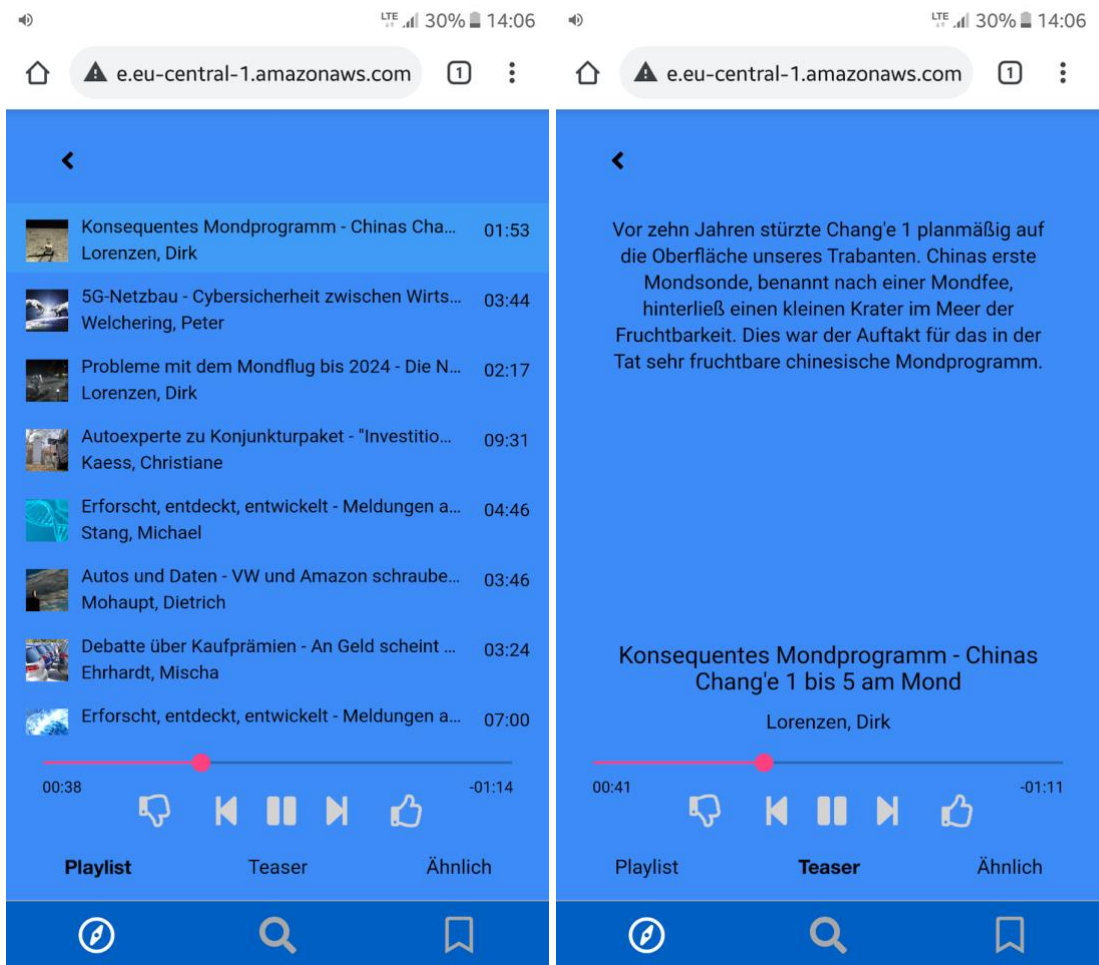 LTE 30% 14:06
e.eu-central-1.amazonaws.com 1
Konsequentes Mondprogramm - Chinas Cha... 01:53
Lorenzen, Dirk
5G-Netzbau - Cybersicherheit zwischen Wirts... 03:44
Welchering, Peter
Probleme mit dem Mondflug bis 2024 - Die N... 02:17
Lorenzen, Dirk
Autoexperte zu Konjunkturpaket - "Investitio... 09:31
Kaess, Christiane
Erforscht, entdeckt, entwickelt - Meldungen a... 04:46
Stang, Michael
Autos und Daten - VW und Amazon schraube... 03:46
Mohaupt, Dietrich
Debatte über Kaufprämien - An Geld scheint ... 03:24
Ehrhardt, Mischa
Erforscht, entdeckt, entwickelt - Meldungen a... 07:00
00:38 -01:14
Playlist Teaser Ähnlich
LTE 30% 14:06
e.eu-central-1.amazonaws.com 1
Vor zehn Jahren stürzte Chang'e 1 planmäßig auf
die Oberfläche unseres Trabanten. Chinas erste
Mondsonde, benannt nach einer Mondfee,
hinterließ einen kleinen Krater im Meer der
Fruchtbarkeit. Dies war der Auftakt für das in der
Tat sehr fruchtbare chinesische Mondprogramm.
Konsequentes Mondprogramm - Chinas
Chang'e 1 bis 5 am Mond
Lorenzen, Dirk
00:41 -01:11
Playlist Teaser Ähnlich